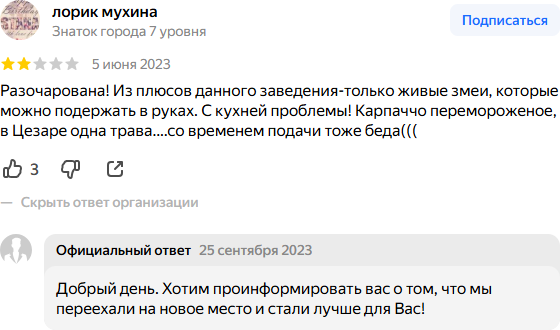 лорик мухина
Знаток города 7 уровня
Подписаться
5 июня 2023
Разочарована! Из плюсов данного заведения-только живые змеи, которые
можно подержать в руках. С кухней проблемы! Карпаччо перемороженое,
в Цезаре одна трава....со временем подачи тоже беда(((
3
— Скрыть ответ организации
Официальный ответ 25 сентября 2023
Добрый день. Хотим проинформировать вас о том, что мы
переехали на новое место и стали лучше для Вас!